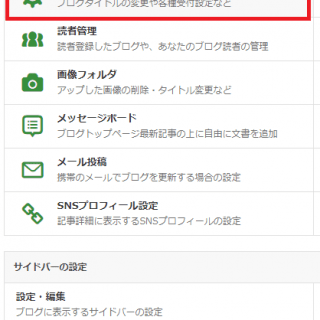 ブログタイトルの変更や各種受付設定など
読者管理
読者登録したブログや、あなたのブログ読者の管理
画像フォルダ
アップした画像の削除・タイトル変更など
メッセージボード
ブログトップページ最新記事の上に自由に文書を追加
メール投稿
携帯のメールでブログを更新する場合の設定
SNSプロフィール設定
記事詳細に表示するSNSプロフィールの設定
サイドバーの設定
設定・編集
ブログに表示するサイドバーの設定